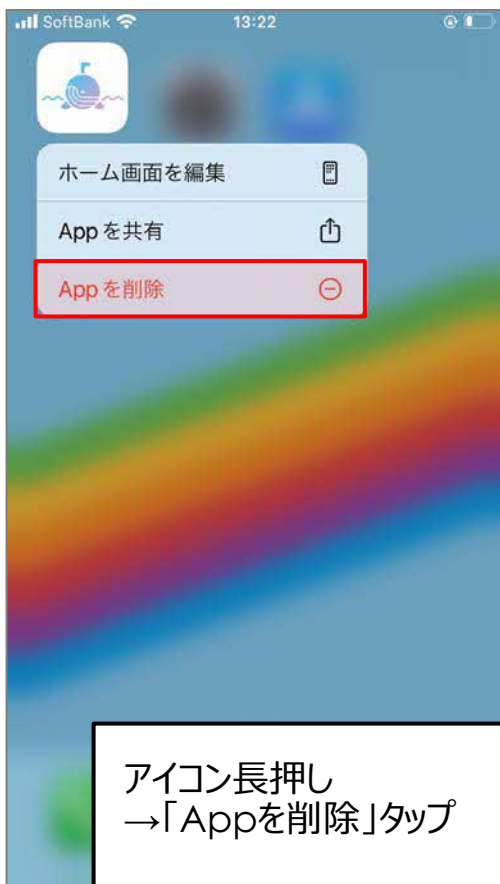 SoftBank 13:22
ホーム画面を編集
Appを共有
Appを削除
アイコン長押し
→「Appを削除」タップ